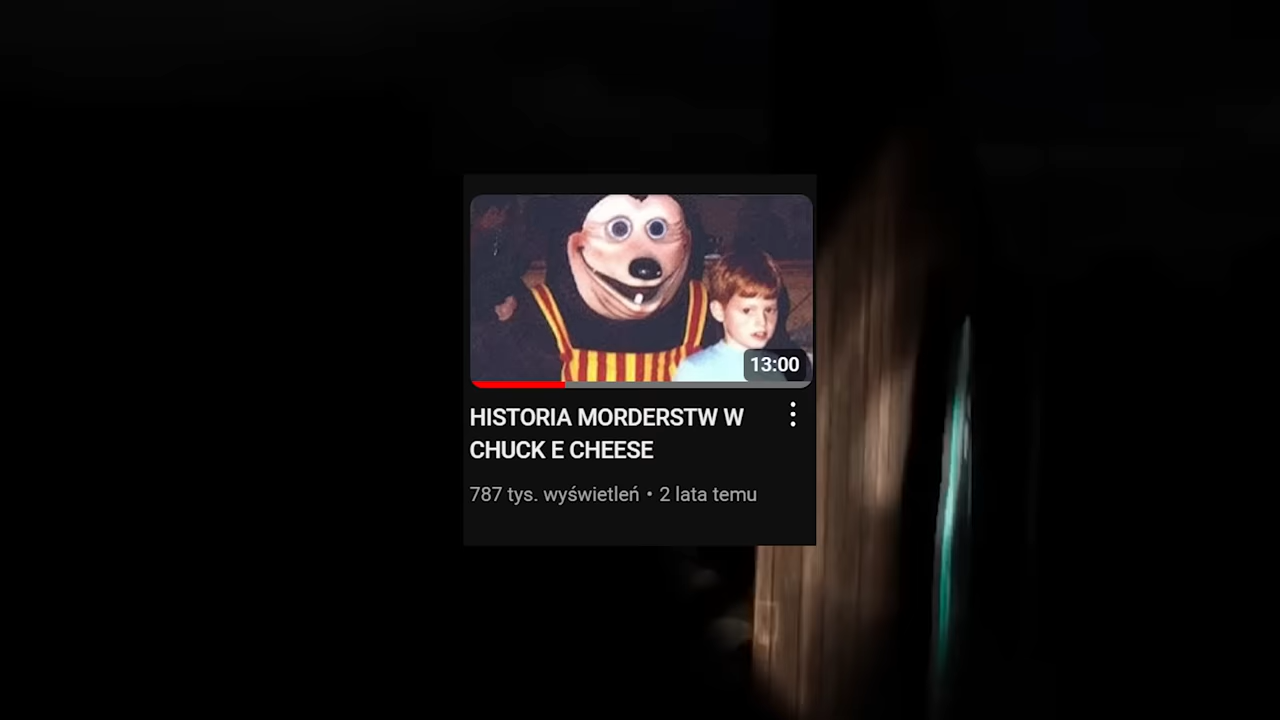 13:00
HISTORIA MORDERSTW W
CHUCK E CHEESE
787 tys. wyświetleń • 2 lata temu